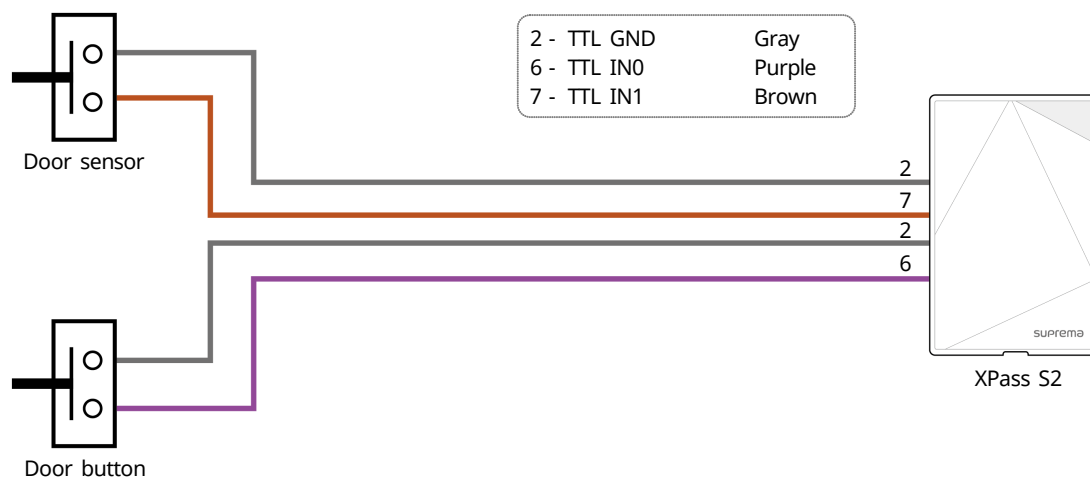 2 - TTL GND Gray
6 - TTL IN0 Purple
7 - TTL IN1 Brown
Door sensor
2
7
2
6
suprema
XPass S2
Door button